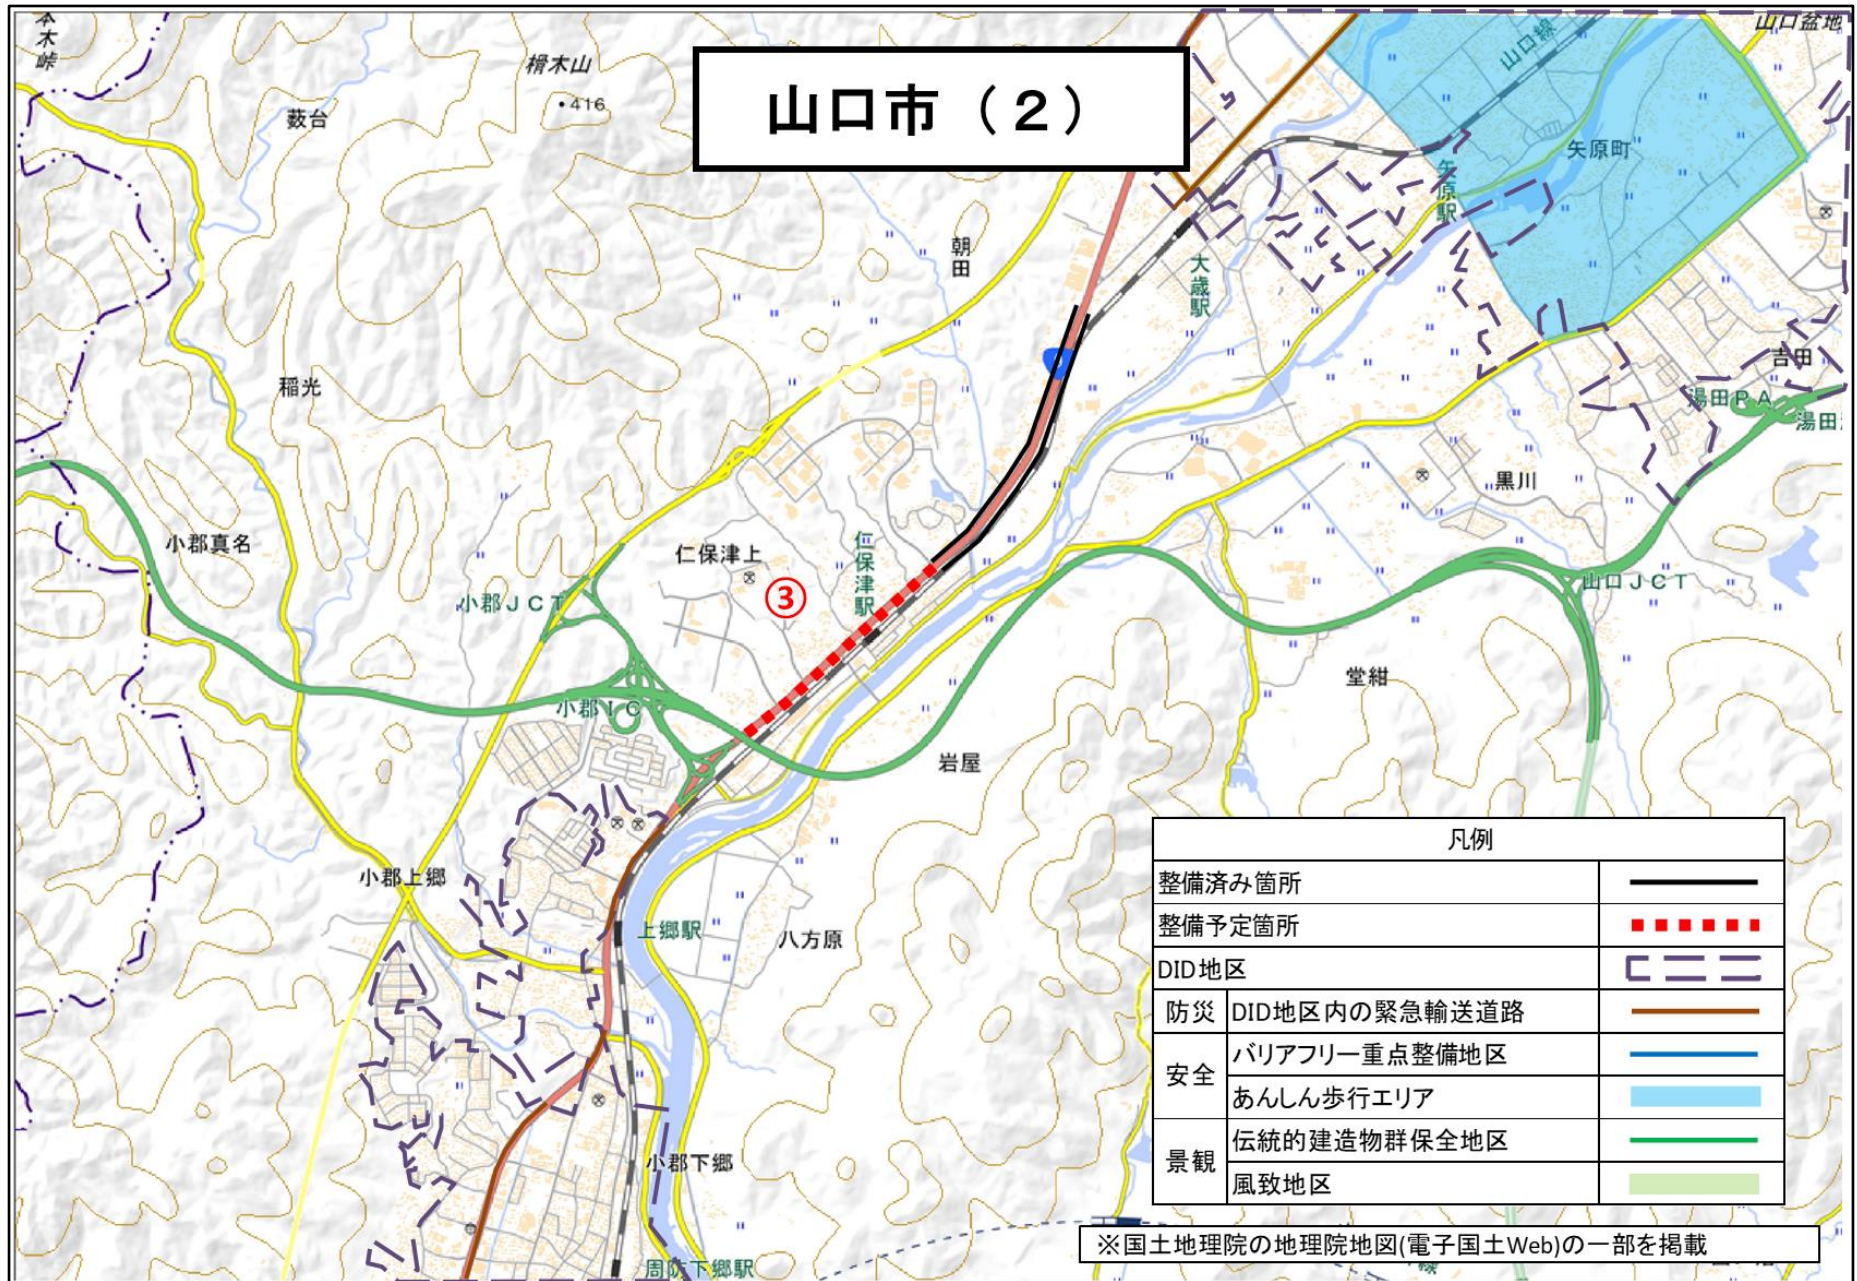 山口市（２）
本木峠
榾木山
・416
薮台
山口線
山口盆地
矢原町
矢原駅
朝田
大歳駅
稲光
吉田
湯田ＰＡ
湯田
黒川
小郡真名
仁保津上
仁保津駅
③
小郡ＪＣＴ
山口ＪＣＴ
小郡ＩＣ
堂紺
岩屋
小郡上郷
上郷駅
八方原
小郡下郷
周防下郷駅
凡例
整備済み箇所
整備予定箇所
DID地区
防災
DID地区内の緊急輸送道路
安全
バリアフリー重点整備地区
あんしん歩行エリア
景観
伝統的建造物群保全地区
風致地区
※国土地理院の地理院地図(電子国土Web)の一部を掲載